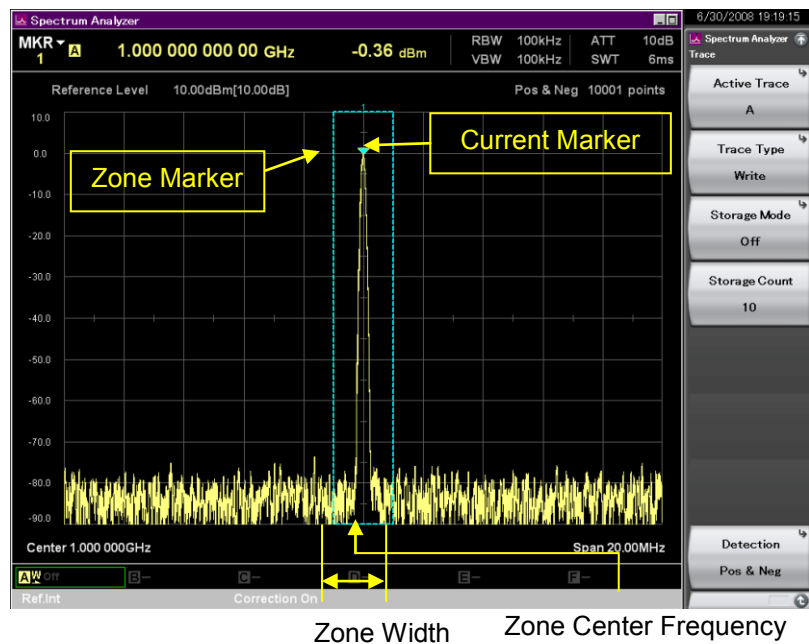 Spectrum Analyzer
6/30/2008 19:19:15
MKR
1
A
1.000 000 000 00 GHz
-0.36 dBm
RBW 100kHz
VBW 100kHz
ATT 10dB
SWT 6ms
Reference Level 10.00dBm[10.00dB]
Pos & Neg 10001 points
1
10.0
0.0
-10.0
-20.0
-30.0
-40.0
-50.0
-60.0
-70.0
-80.0
-90.0
Zone Marker
Current Marker
Center 1.000 000GHz
Span 20.00MHz
A W Off
B —
C —
D —
E —
F —
Ref.Int
Correction On
Spectrum Analyzer
Trace
Active Trace
A
Trace Type
Write
Storage Mode
Off
Storage Count
10
Detection
Pos & Neg
Zone Width
Zone Center Frequency